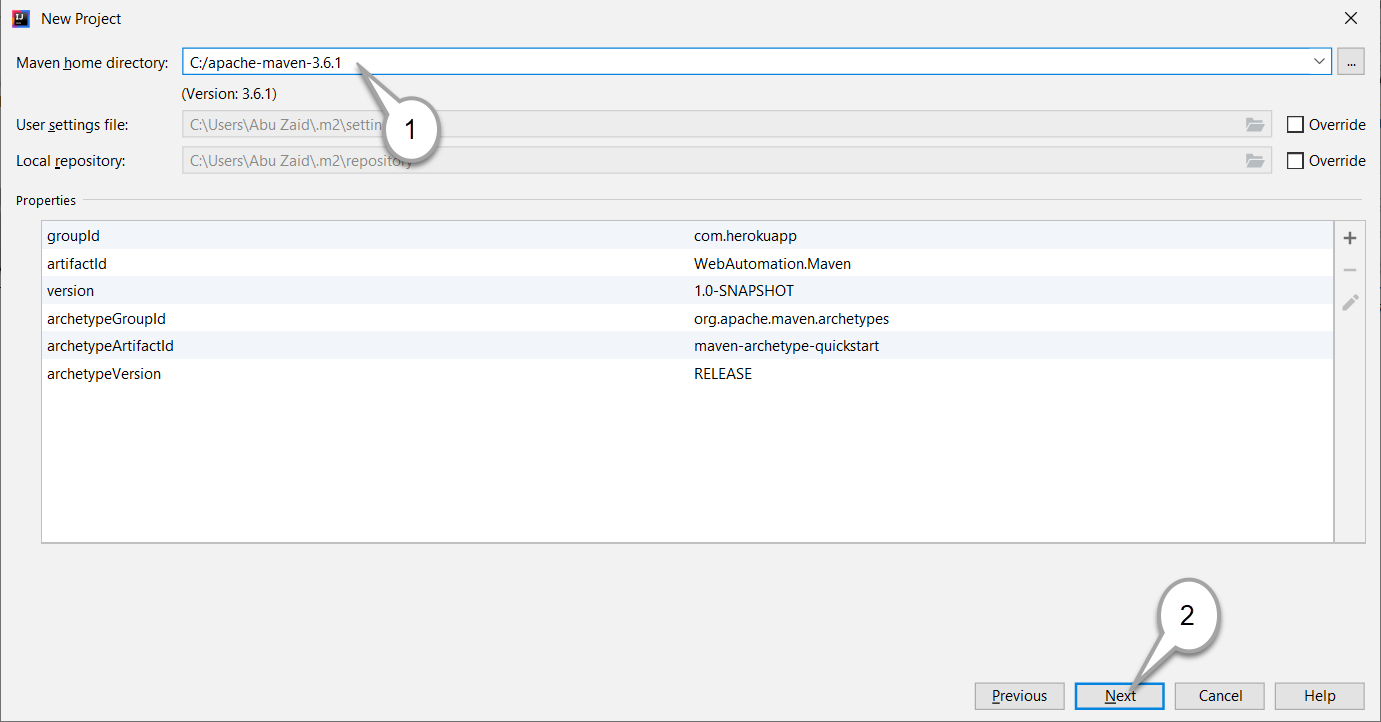 New Project
Maven home directory: C:/apache-maven-3.6.1 ...
(Version: 3.6.1)
1
User settings file: C:\Users\Abu Zaid\.m2\settin Override
Local repository: C:\Users\Abu Zaid\.m2\repository Override
Properties
groupId com.herokuapp
artifactId WebAutomation.Maven
version 1.0-SNAPSHOT
archetypeGroupId org.apache.maven.archetypes
archetypeArtifactId maven-archetype-quickstart
archetypeVersion RELEASE
2
Previous Next Cancel Help